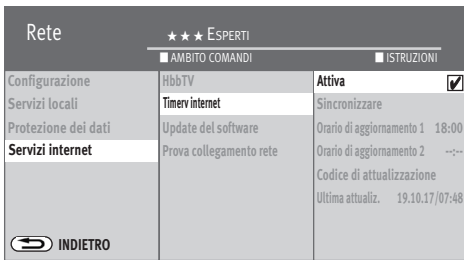 Rete
★ ★ ★ ESPERTI
AMBITO COMANDI
ISTRUZIONI
Configurazione
Servizi locali
Protezione dei dati
Servizi internet
HbbTV
Timerv internet
Update del software
Prova collegamento rete
Attiva
Sincronizzare
Orario di aggiornamento 1 18:00
Orario di aggiornamento 2 --:--
Codice di attualizzazione
Ultima attualiz. 19.10.17/07:48
INDIETRO